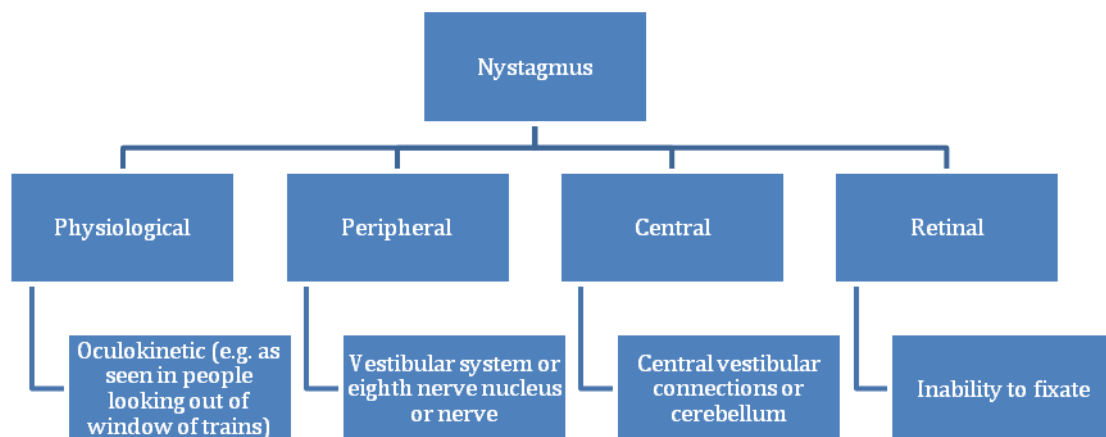 Nystagmus
Physiological
Peripheral
Central
Retinal
Oculokinetic (e.g. as
seen in people
looking out of
window of trains)
Vestibular system or
eighth nerve nucleus
or nerve
Central vestibular
connections or
cerebellum
Inability to fixate